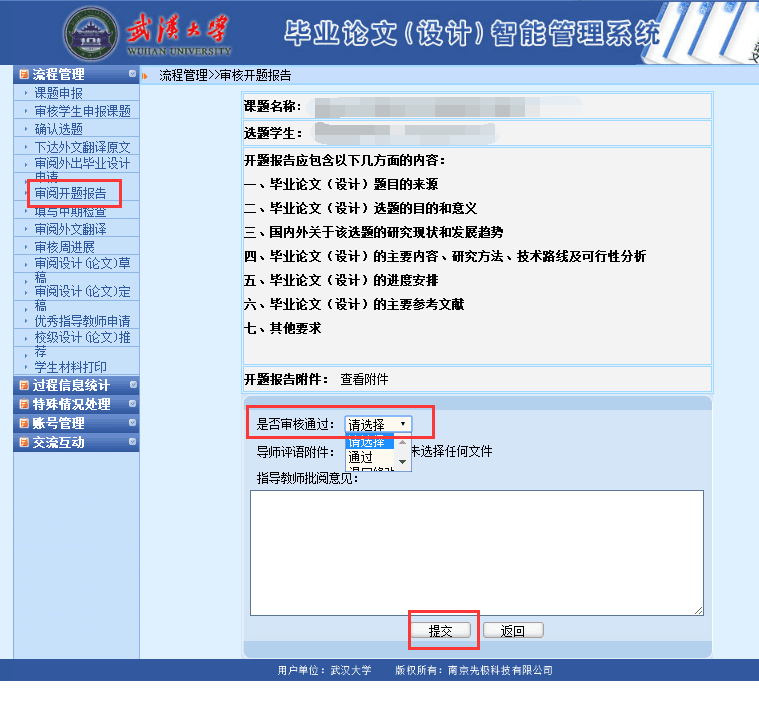 武漢大学
WUHAN UNIVERSITY
毕业论文(设计)智能管理系统
流程管理
课题申报
审核学生申报课题
确认选题
下达外文翻译原文
审阅外出毕业设计
申请
审阅开题报告
填写中期检查
审阅外文翻译
审核周进展
审阅设计(论文)草
稿
审阅设计(论文)定
稿
优秀指导教师申请
校级设计(论文)推
荐
学生材料打印
过程信息统计
特殊情况处理
账号管理
交流互动
流程管理>>审核开题报告
课题名称：
选题学生：
开题报告应包含以下几方面的内容：
一、毕业论文（设计）题目的来源
二、毕业论文（设计）选题的目的和意义
三、国内外关于该选题的研究现状和发展趋势
四、毕业论文（设计）的主要内容、研究方法、技术路线及可行性分析
五、毕业论文（设计）的进度安排
六、毕业论文（设计）的主要参考文献
七、其他要求
开题报告附件： 查看附件
是否审核通过： 请选择
请选择
通过
退回修改
导师评语附件： 未选择任何文件
指导教师批阅意见：
提交 返回
用户单位：武汉大学 版权所有：南京先极科技有限公司